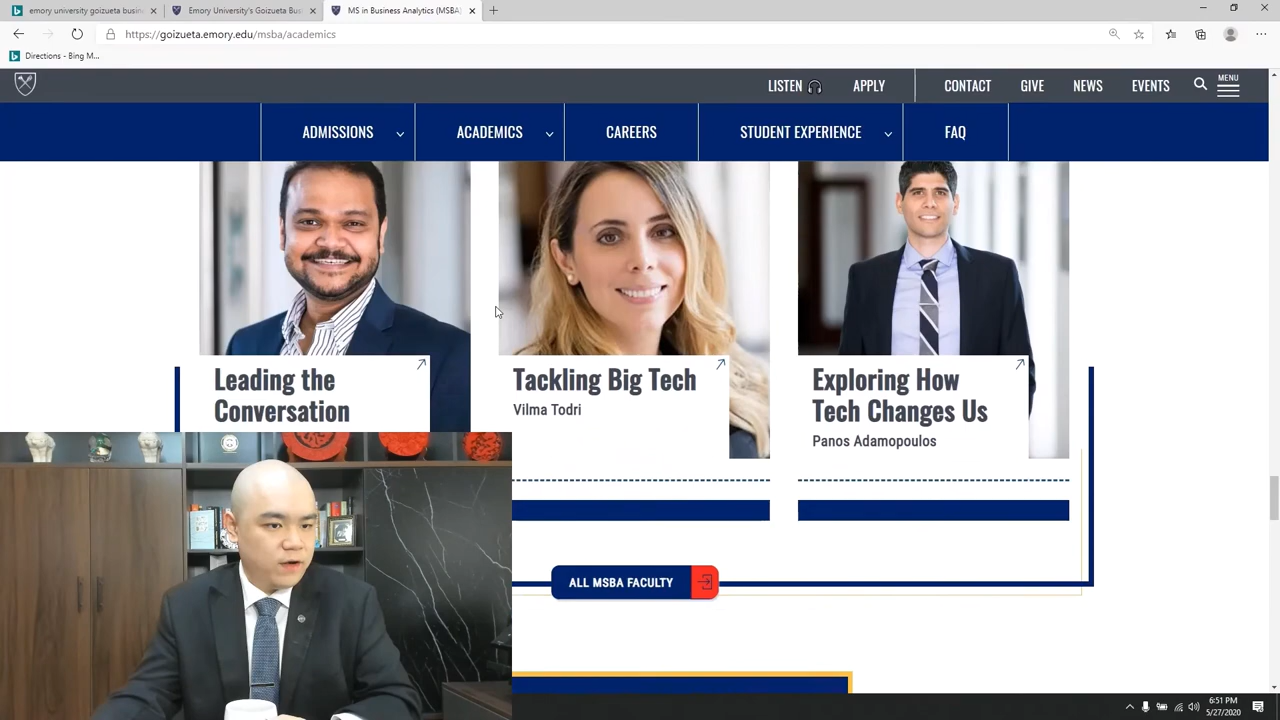 emory university goizueta busine
Emory University's Goizueta Busi
MS in Business Analytics (MSBA)
https://goizueta.emory.edu/msba/academics
Directions - Bing M...
LISTEN
APPLY
CONTACT
GIVE
NEWS
EVENTS
MENU
ADMISSIONS
ACADEMICS
CAREERS
STUDENT EXPERIENCE
FAQ
Leading the
Conversation
Tackling Big Tech
Vilma Todri
Exploring How
Tech Changes Us
Panos Adamopoulos
ALL MSBA FACULTY
6:51 PM
5/27/2020